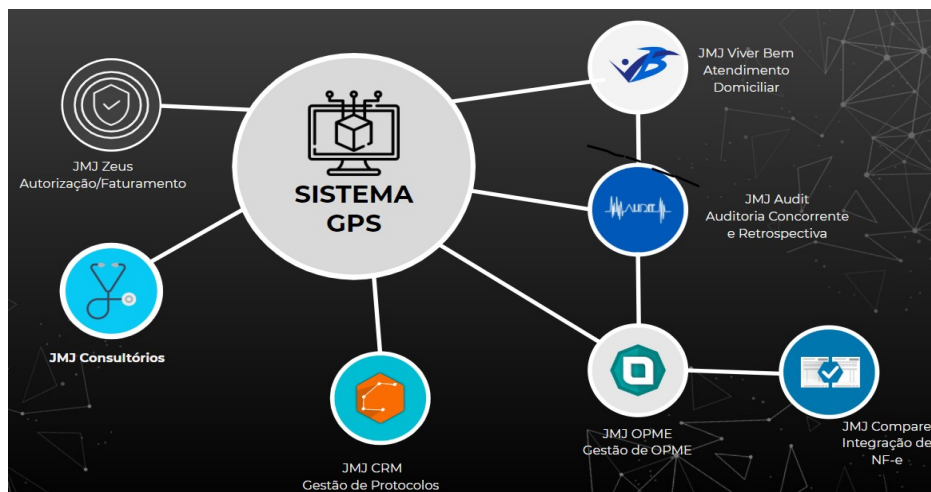 SISTEMA
GPS
JMJ Viver Bem
Atendimento
Domiciliar
JMJ Zeus
Autorização/Faturamento
AUDIT
JMJ Audit
Auditoria Concorrente
e Retrospectiva
JMJ Consultórios
JMJ OPME
Gestão de OPME
JMJ Compare
Integração de
NF-e
JMJ CRM
Gestão de Protocolos